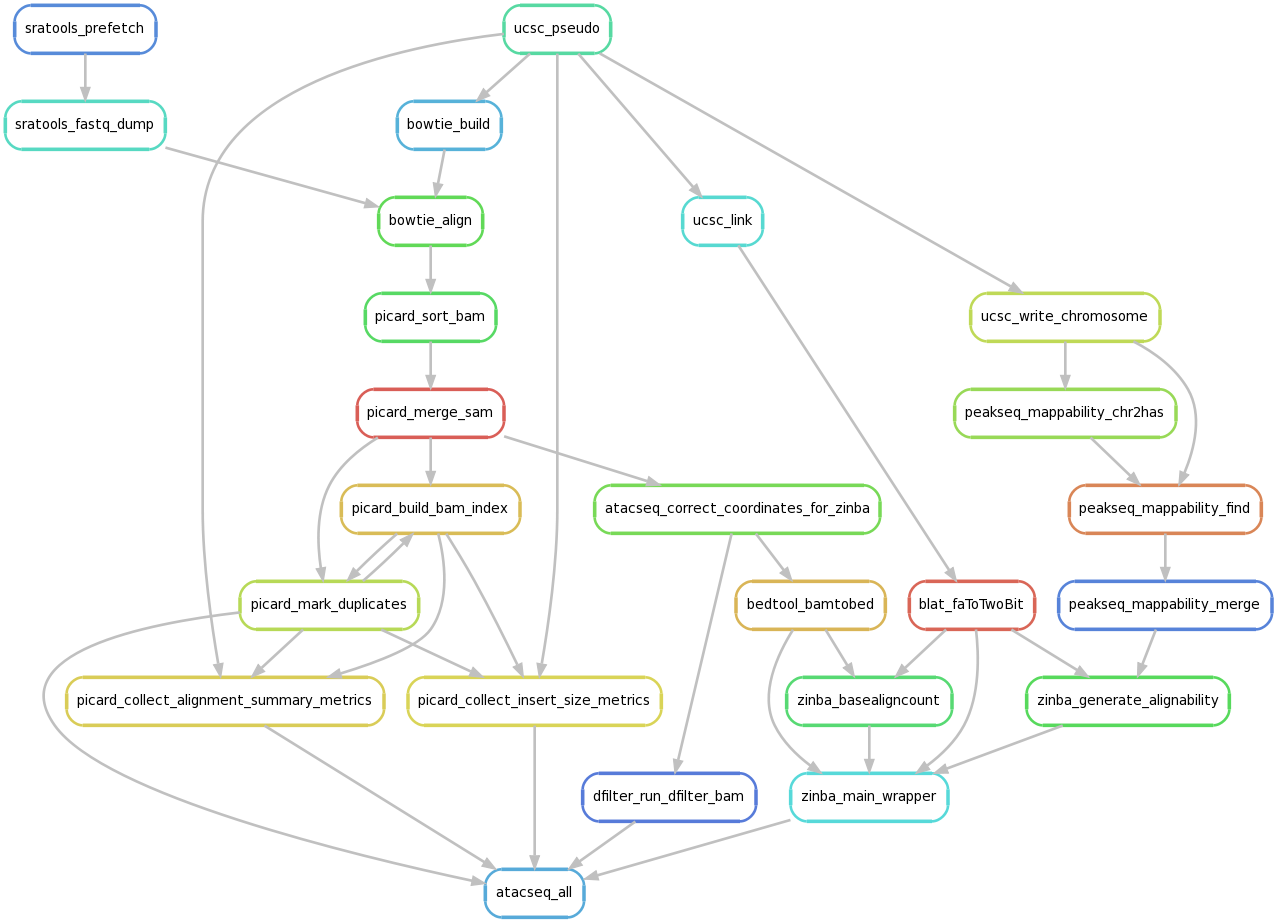 sratools_prefetch
ucsc_pseudo
sratools_fastq_dump
bowtie_build
bowtie_align
ucsc_link
picard_sort_bam
ucsc_write_chromosome
picard_merge_sam
peakseq_mappability_chr2has
picard_build_bam_index
atacseq_correct_coordinates_for_zinba
peakseq_mappability_find
picard_mark_duplicates
bedtool_bamtobed
blat_faToTwoBit
peakseq_mappability_merge
picard_collect_alignment_summary_metrics
picard_collect_insert_size_metrics
zinba_basealigncount
zinba_generate_alignability
dfilter_run_dfilter_bam
zinba_main_wrapper
atacseq_all